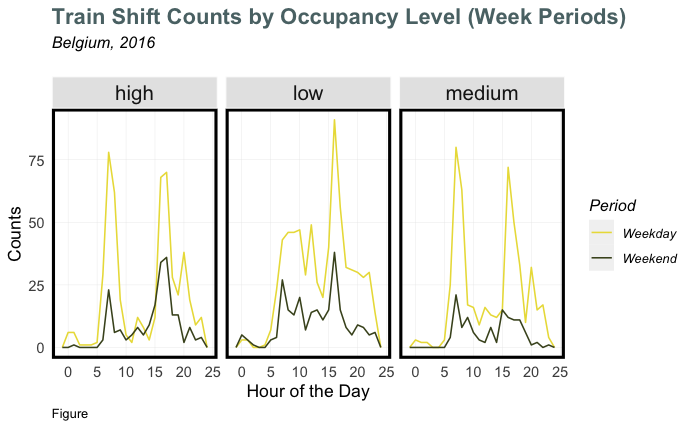 Train Shift Counts by Occupancy Level (Week Periods)
Belgium, 2016
high low medium
75
50
25
0
Counts
0 5 10 15 20 25 0 5 10 15 20 25 0 5 10 15 20 25
Hour of the Day
Period
Weekday
Weekend
Figure